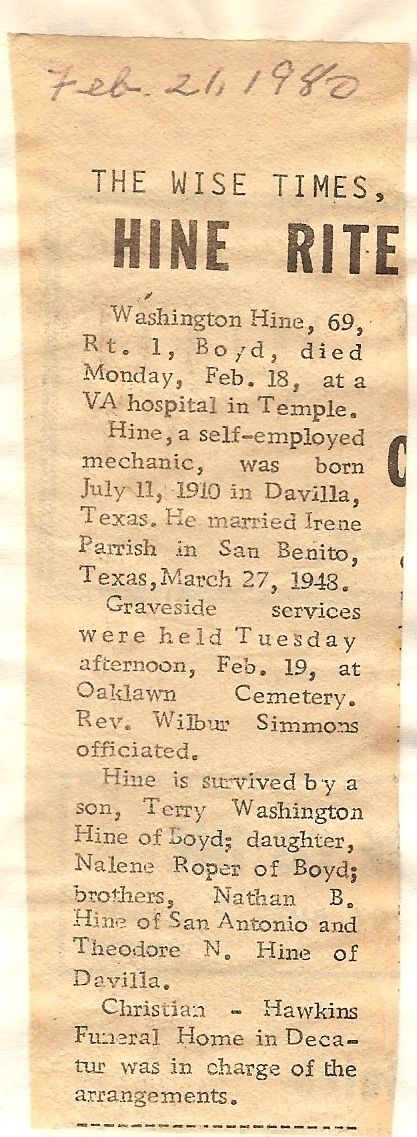 Feb. 21, 1980
THE WISE TIMES,
HINE RITE
Washington Hine, 69,
Rt. 1, Boyd, died
Monday, Feb. 18, at a
VA hospital in Temple.
Hine, a self-employed
mechanic, was born
July 11, 1910 in Davilla,
Texas. He married Irene
Parrish in San Benito,
Texas, March 27, 1948.
Graveside services
were held Tuesday
afternoon, Feb. 19, at
Oaklawn Cemetery.
Rev. Wilbur Simmons
officiated.
Hine is survived by a
son, Terry Washington
Hine of Boyd; daughter,
Nalene Roper of Boyd;
brothers, Nathan B.
Hine of San Antonio and
Theodore N. Hine of
Davilla.
Christian - Hawkins
Funeral Home in Deca-
tur was in charge of the
arrangements.